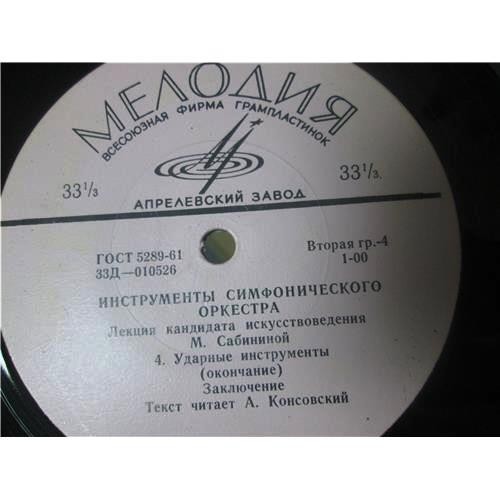 МЕЛОДИЯ
ВСЕСОЮЗНАЯ ФИРМА ГРАМПЛАСТИНОК
33 1/3
33 1/3.
АПРЕЛЕВСКИЙ ЗАВОД
ГОСТ 5289-61
33Д—010526
Вторая гр.-4
1-00
ИНСТРУМЕНТЫ СИМФОНИЧЕСКОГО
ОРКЕСТРА
Лекция кандидата искусствоведения
М. Сабининой
4. Ударные инструменты
(окончание)
Заключение
Текст читает А. Консовский